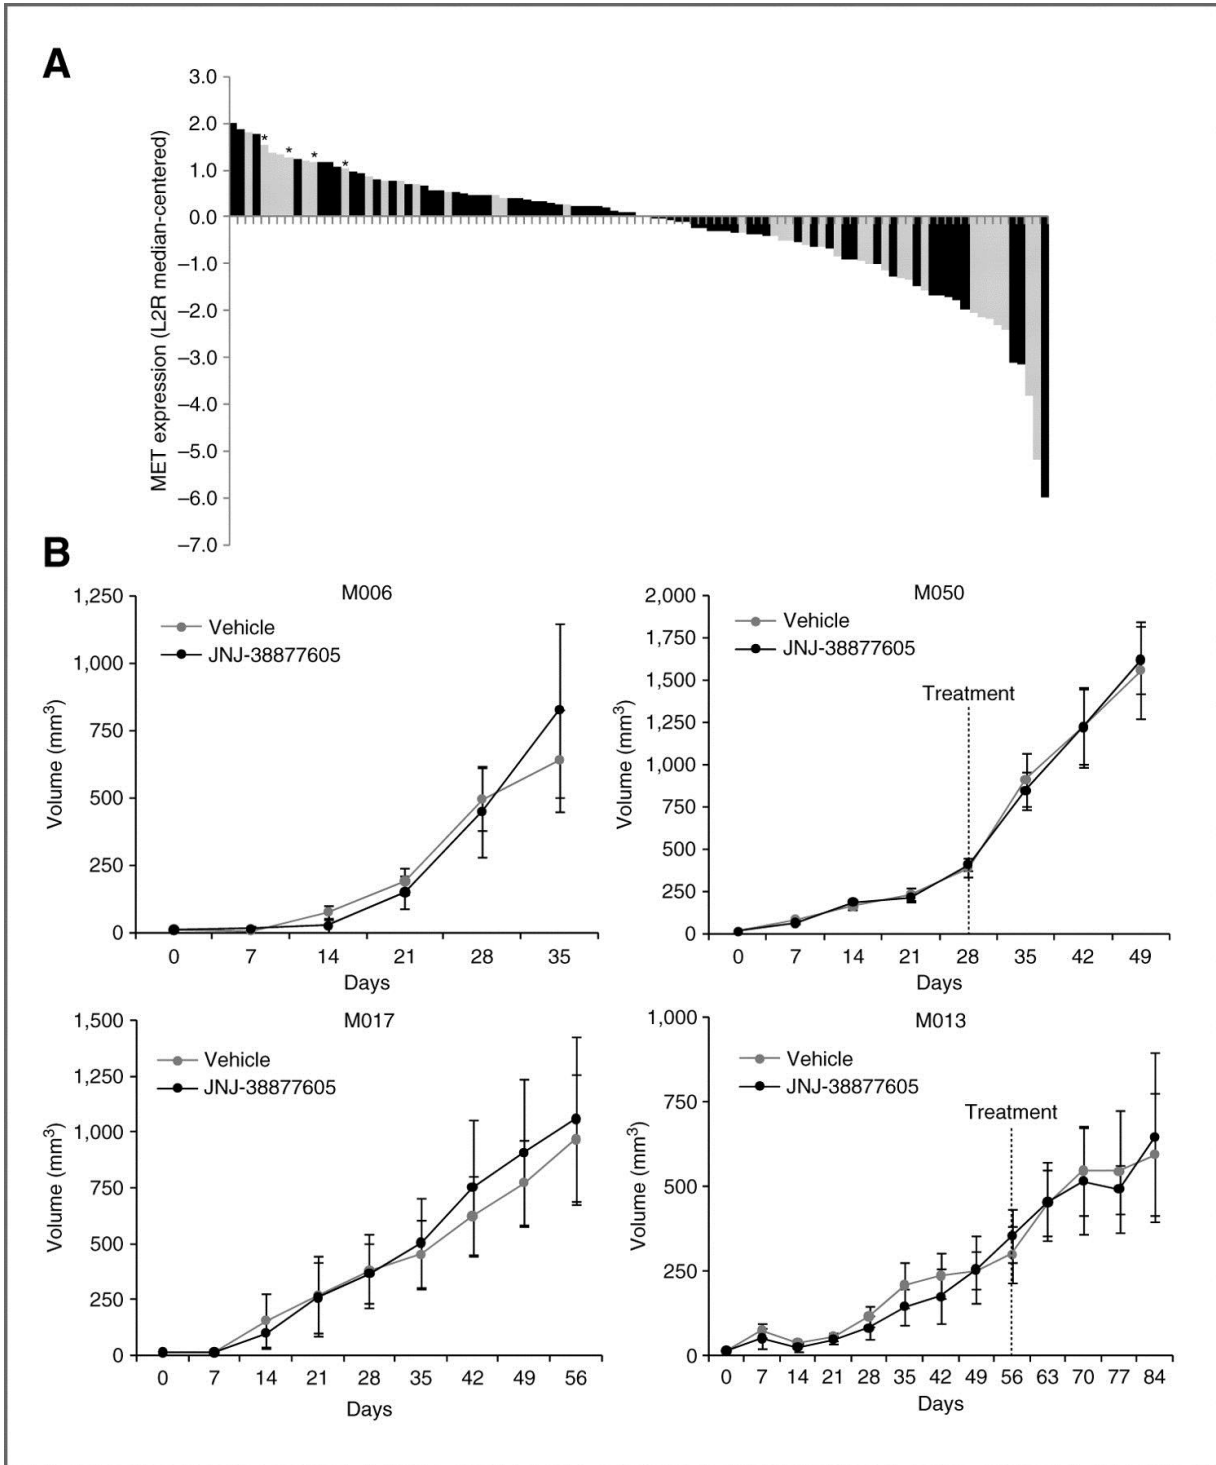 A
3.0
2.0
1.0
0.0
–1.0
–2.0
–3.0
–4.0
–5.0
–6.0
–7.0
MET expression (L2R median-centered)
* * * *
B
M006
1,250
1,000
750
500
250
0
Volume (mm³)
Vehicle
JNJ-38877605
0 7 14 21 28 35
Days
M050
2,000
1,750
1,500
1,250
1,000
750
500
250
0
Volume (mm³)
Vehicle
JNJ-38877605
Treatment
0 7 14 21 28 35 42 49
Days
M017
1,500
1,250
1,000
750
500
250
0
Volume (mm³)
Vehicle
JNJ-38877605
0 7 14 21 28 35 42 49 56
Days
M013
1,000
750
500
250
0
Volume (mm³)
Vehicle
JNJ-38877605
Treatment
0 7 14 21 28 35 42 49 56 63 70 77 84
Days